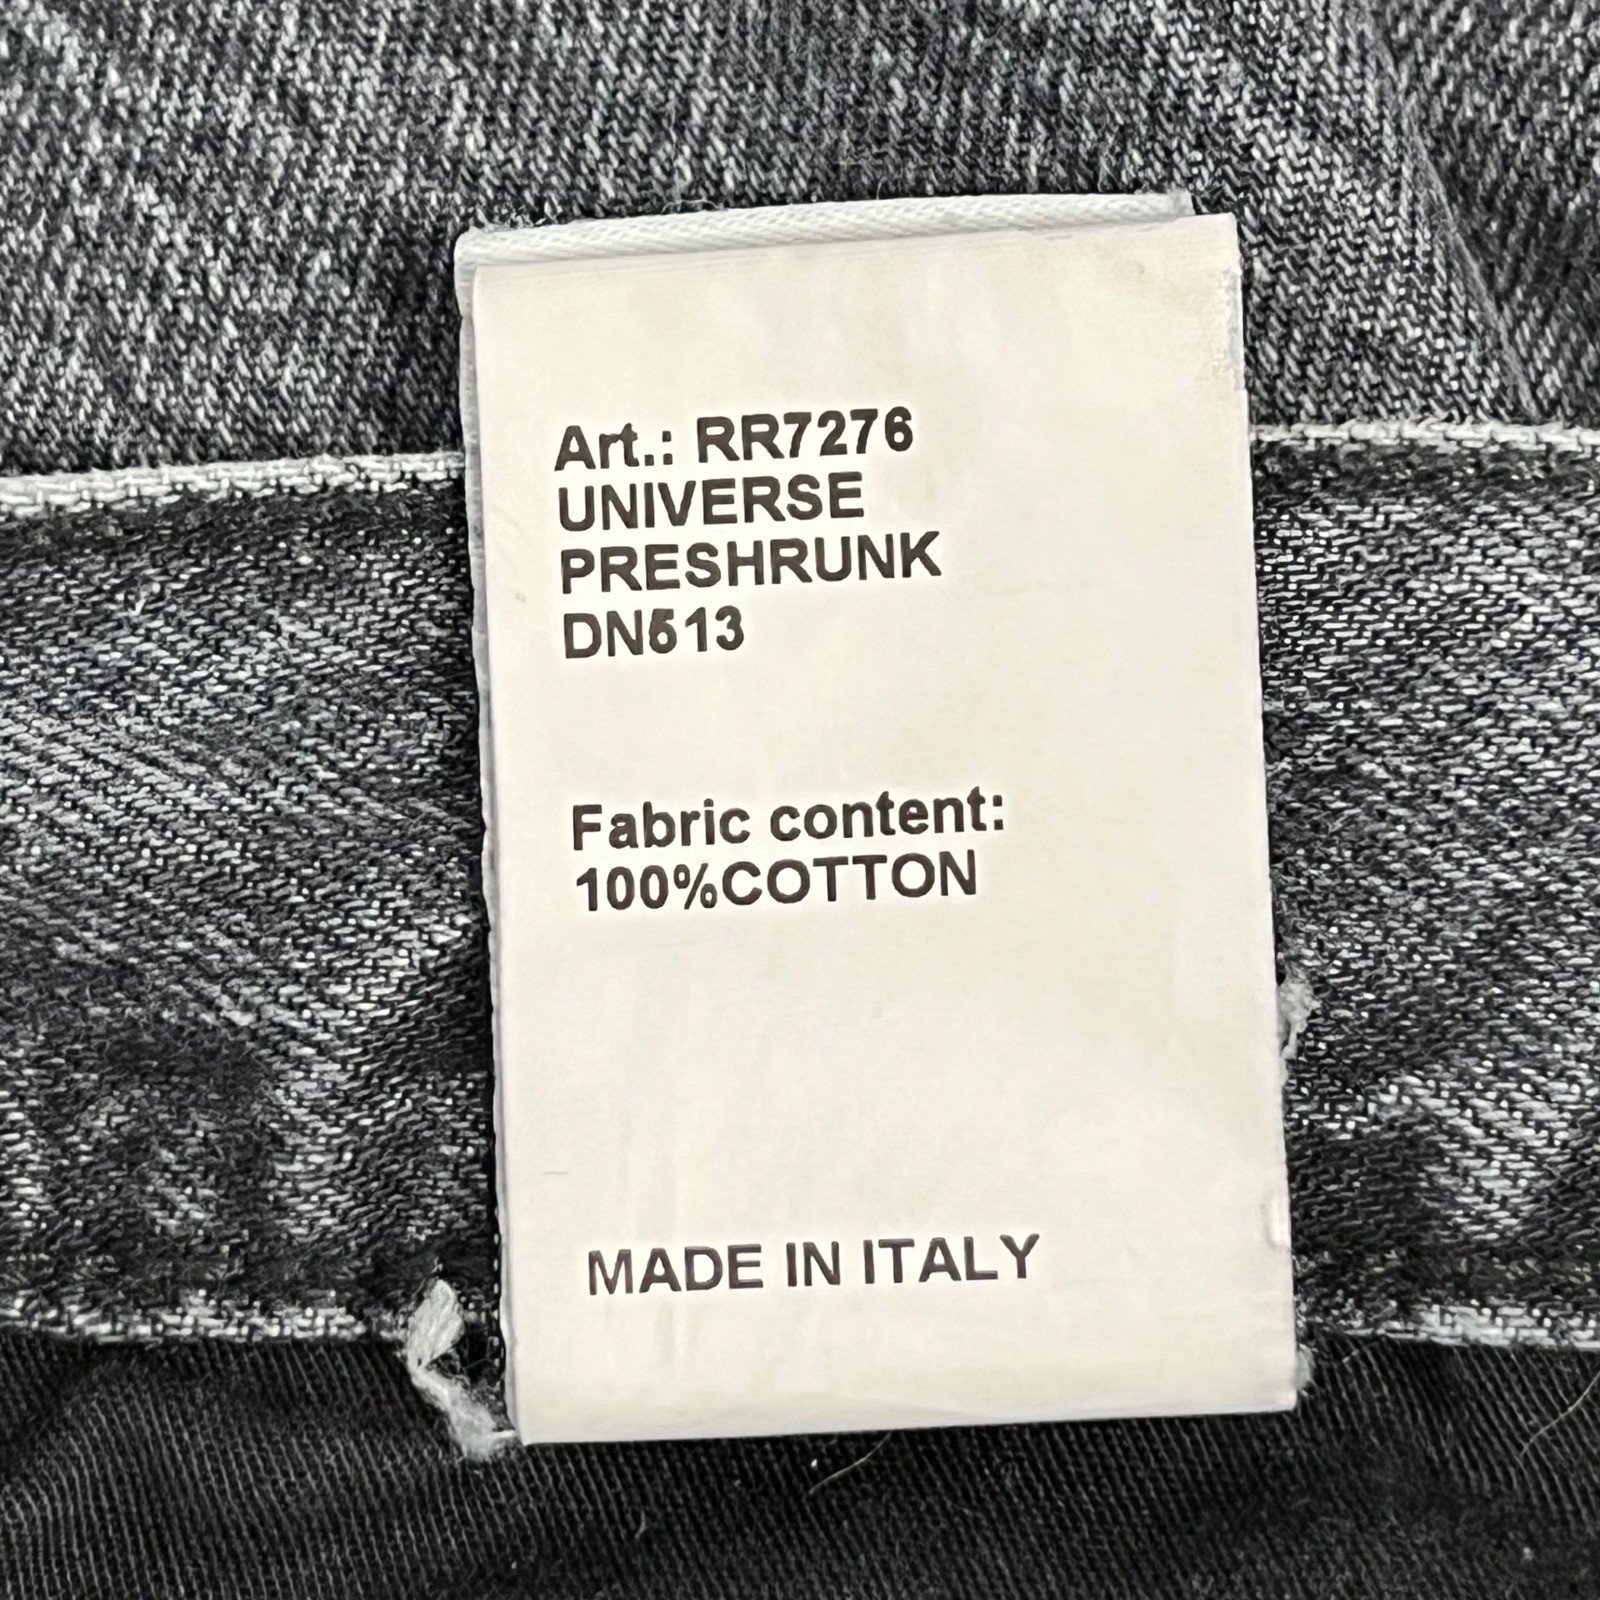 Art.: RR7276
UNIVERSE
PRESHRUNK
DN513
Fabric content:
100%COTTON
MADE IN ITALY